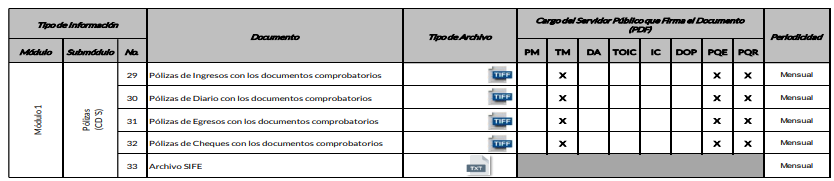 Tipo de Información
Cargo del Servidor Público que Firma el Documento
(PDF)
Documento
Tipo de Archivo
Periodicidad
Módulo Submódulo No.
PM TM DA TOIC IC DOP PQE PQR
Módulo 1
Pólizas
(CD´S)
29 Pólizas de Ingresos con los documentos comprobatorios TIFF x x x Mensual
30 Pólizas de Diario con los documentos comprobatorios TIFF x x x Mensual
31 Pólizas de Egresos con los documentos comprobatorios TIFF x x x Mensual
32 Pólizas de Cheques con los documentos comprobatorios TIFF x x x Mensual
33 Archivo SIFE TXT Mensual